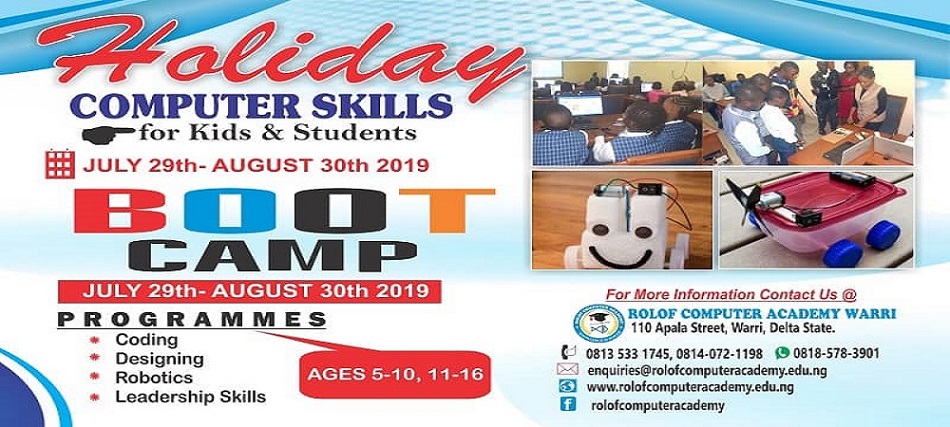 Holiday
COMPUTER SKILLS
for Kids & Students
JULY 29th- AUGUST 30th 2019
BOOT
CAMP
JULY 29th- AUGUST 30th 2019
PROGRAMMES
Coding
Designing
Robotics
Leadership Skills
AGES 5-10, 11-16
For More Information Contact Us @
ROLOF COMPUTER ACADEMY WARRI
110 Apala Street, Warri, Delta State.
0813 533 1745, 0814-072-1198 0818-578-3901
enquiries@rolofcomputeracademy.edu.ng
www.rolofcomputeracademy.edu.ng
rolofcomputeracademy